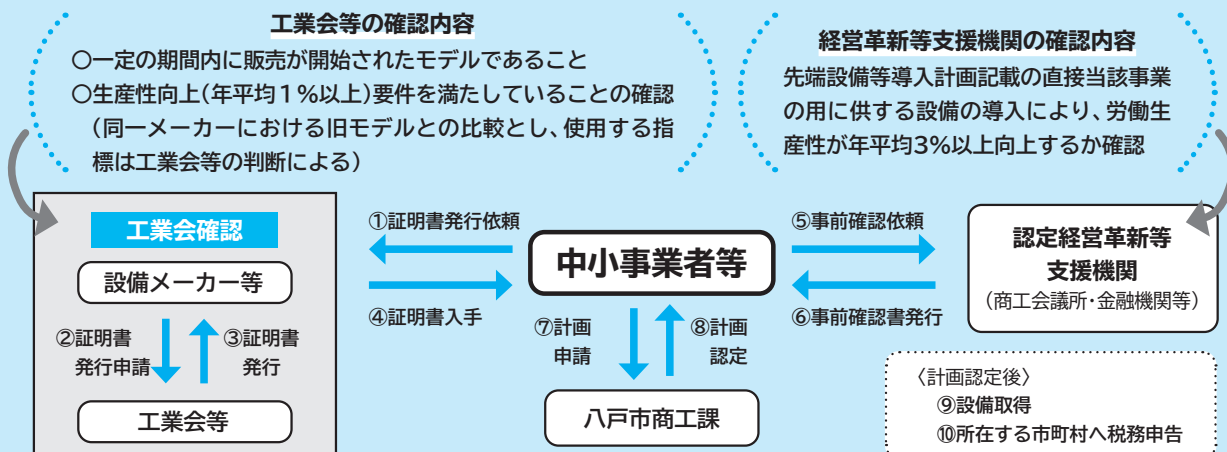 工業会等の確認内容
〇一定の期間内に販売が開始されたモデルであること
〇生産性向上(年平均1%以上)要件を満たしていることの確認
(同一メーカーにおける旧モデルとの比較とし、使用する指
標は工業会等の判断による)
経営革新等支援機関の確認内容
先端設備等導入計画記載の直接当該事業
の用に供する設備の導入により、労働生
産性が年平均3%以上向上するか確認
工業会確認
設備メーカー等
②証明書
発行申請
③証明書
発行
工業会等
①証明書発行依頼
④証明書入手
中小事業者等
⑤事前確認依頼
⑥事前確認書発行
認定経営革新等
支援機関
(商工会議所・金融機関等)
⑦計画
申請
⑧計画
認定
八戸市商工課
〈計画認定後〉
⑨設備取得
⑩所在する市町村へ税務申告